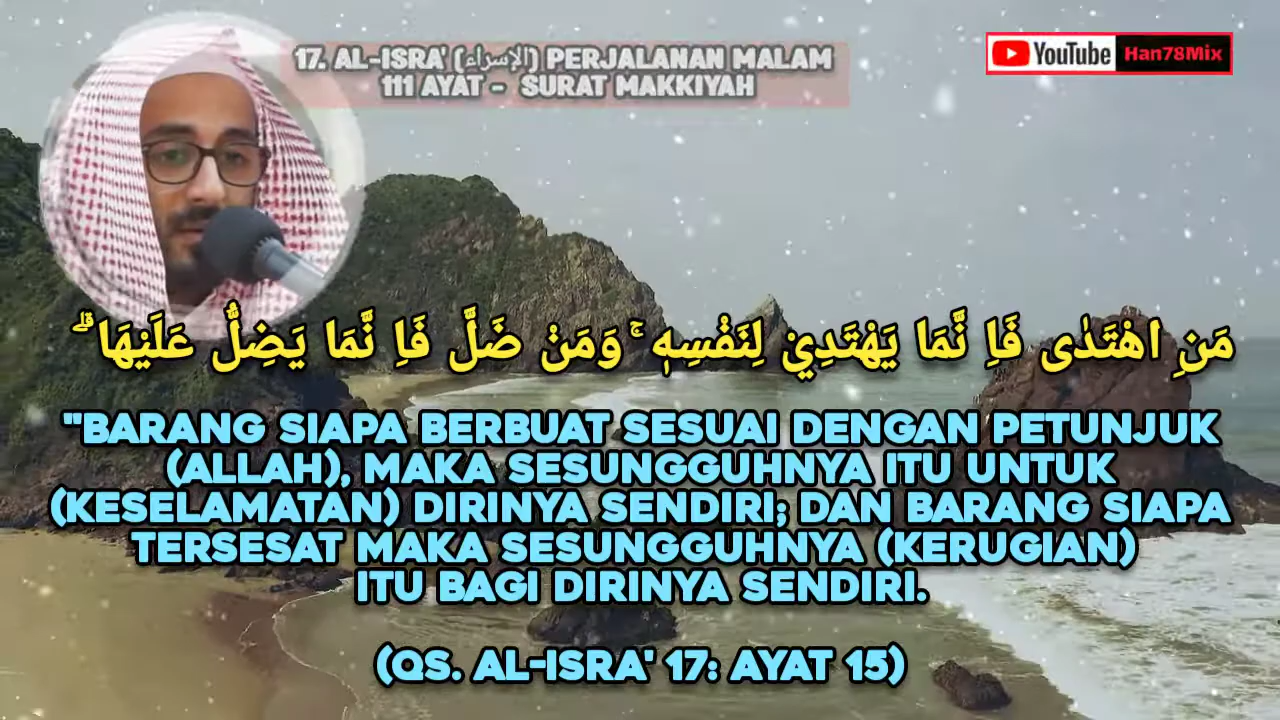 17. AL-ISRA' (الإسراء) PERJALANAN MALAM
111 AYAT - SURAT MAKKIYAH
YouTube Han78Mix
مَنِ اهْتَدٰى فَاِ نَّمَا يَهْتَدِيْ لِنَفْسِهٖ ۚ وَمَنْ ضَلَّ فَاِ نَّمَا يَضِلُّ عَلَيْهَا ۗ
"BARANG SIAPA BERBUAT SESUAI DENGAN PETUNJUK
(ALLAH), MAKA SESUNGGUHNYA ITU UNTUK
(KESELAMATAN) DIRINYA SENDIRI; DAN BARANG SIAPA
TERSESAT MAKA SESUNGGUHNYA (KERUGIAN)
ITU BAGI DIRINYA SENDIRI.
(QS. AL-ISRA' 17: AYAT 15)